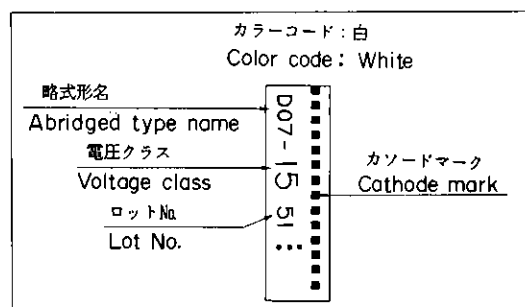 カラーコード：白
Color code : White
略式形名
Abridged type name
電圧クラス
Voltage class
ロットNo.
Lot No.
D07-15 51
カソードマーク
Cathode mark